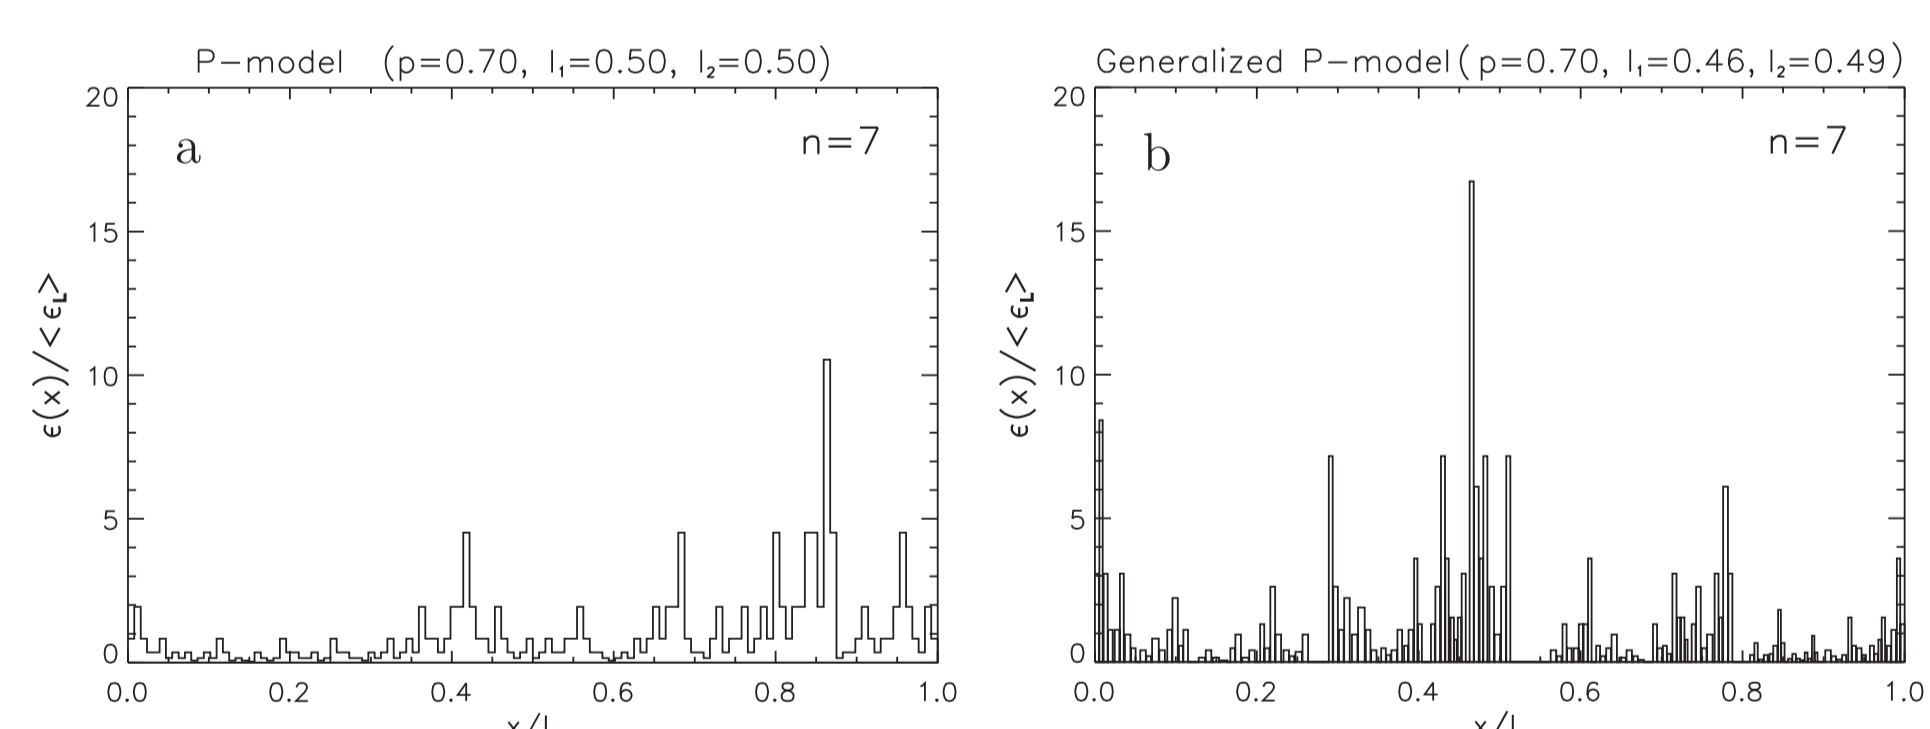 P-model (p=0.70, l₁=0.50, l₂=0.50)
20
15
10
5
0
a
n=7
ϵ(x)/<ϵL>
0.0 0.2 0.4 0.6 0.8 1.0
Generalized P-model(p=0.70, l₁=0.46, l₂=0.49)
20
15
10
5
0
b
n=7
ϵ(x)/<ϵL>
0.0 0.2 0.4 0.6 0.8 1.0